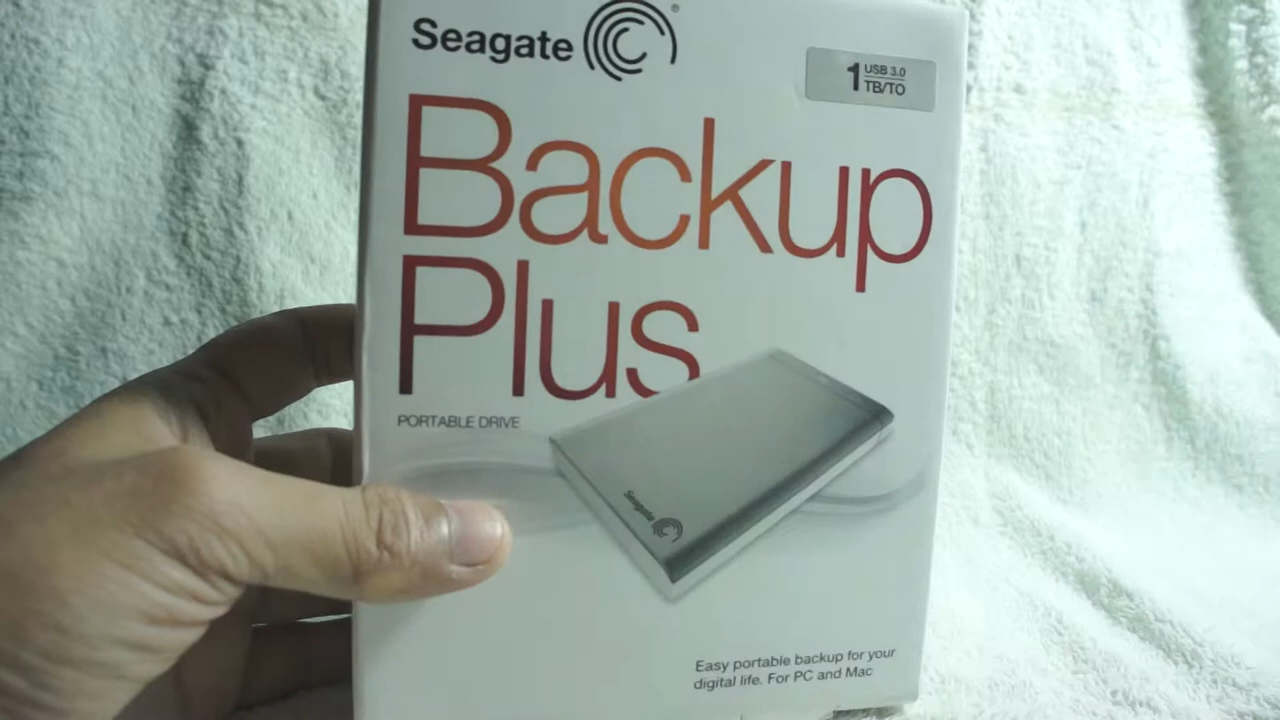 Seagate
1 USB 3.0
TB/TO
Backup
Plus
PORTABLE DRIVE
Seagate
Easy portable backup for your
digital life. For PC and Mac